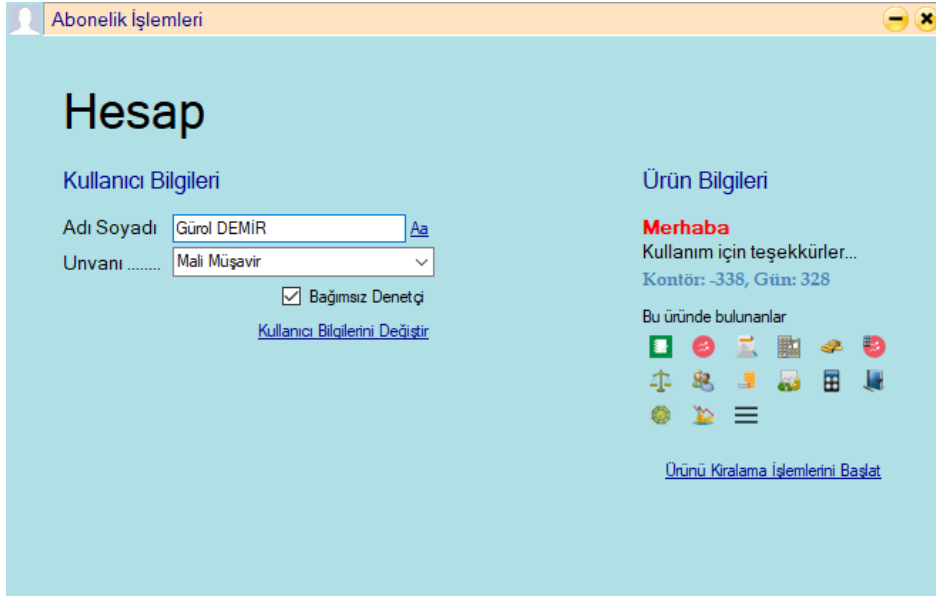 Abonelik İşlemleri
Hesap
Kullanıcı Bilgileri
Adı Soyadı Gürol DEMİR Aa
Unvanı ........ Mali Müşavir
Bağımsız Denetçi
Kullanıcı Bilgilerini Değiştir
Ürün Bilgileri
Merhaba
Kullanım için teşekkürler...
Kontör: -338, Gün: 328
Bu üründe bulunanlar
Ürünü Kiralama İşlemlerini Başlat